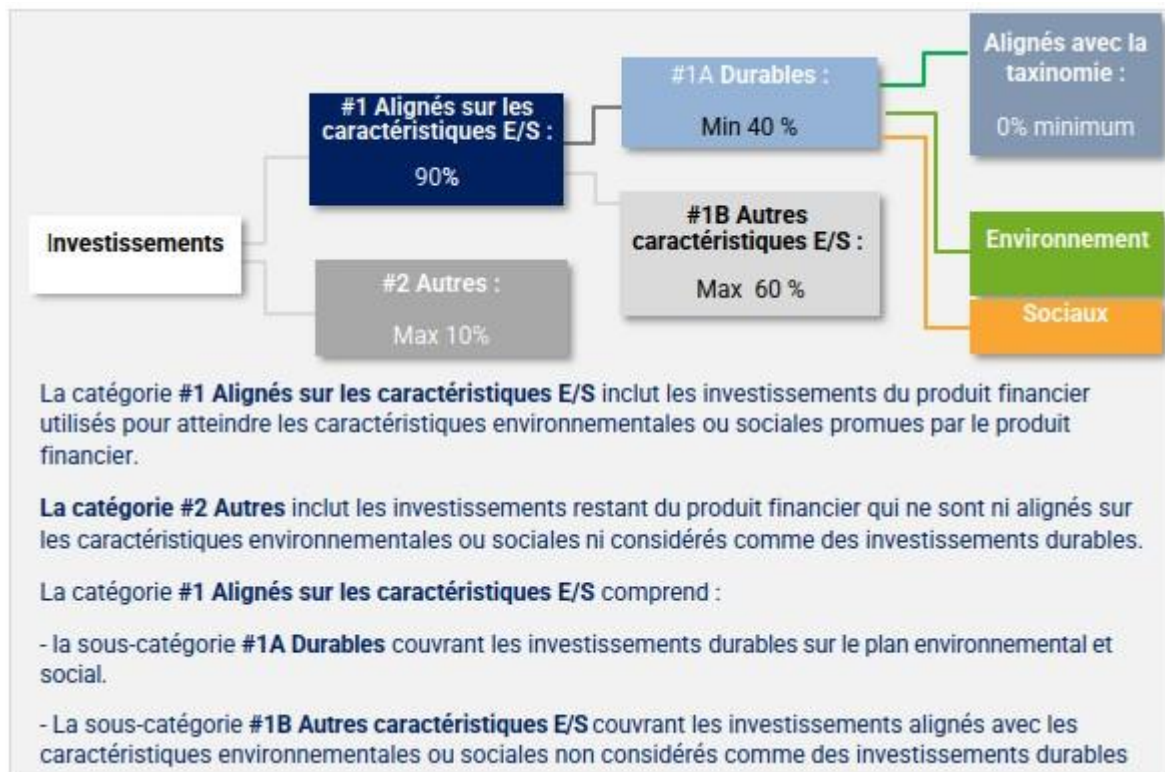 Investissements
#1 Alignés sur les
caractéristiques E/S :
90%
#2 Autres :
Max 10%
#1A Durables :
Min 40 %
#1B Autres
caractéristiques E/S :
Max 60 %
Alignés avec la
taxinomie :
0% minimum
Environnement
Sociaux
La catégorie #1 Alignés sur les caractéristiques E/S inclut les investissements du produit financier
utilisés pour atteindre les caractéristiques environnementales ou sociales promues par le produit
financier.
La catégorie #2 Autres inclut les investissements restant du produit financier qui ne sont ni alignés sur
les caractéristiques environnementales ou sociales ni considérés comme des investissements durables.
La catégorie #1 Alignés sur les caractéristiques E/S comprend :
- la sous-catégorie #1A Durables couvrant les investissements durables sur le plan environnemental et
social.
- La sous-catégorie #1B Autres caractéristiques E/S couvrant les investissements alignés avec les
caractéristiques environnementales ou sociales non considérés comme des investissements durables